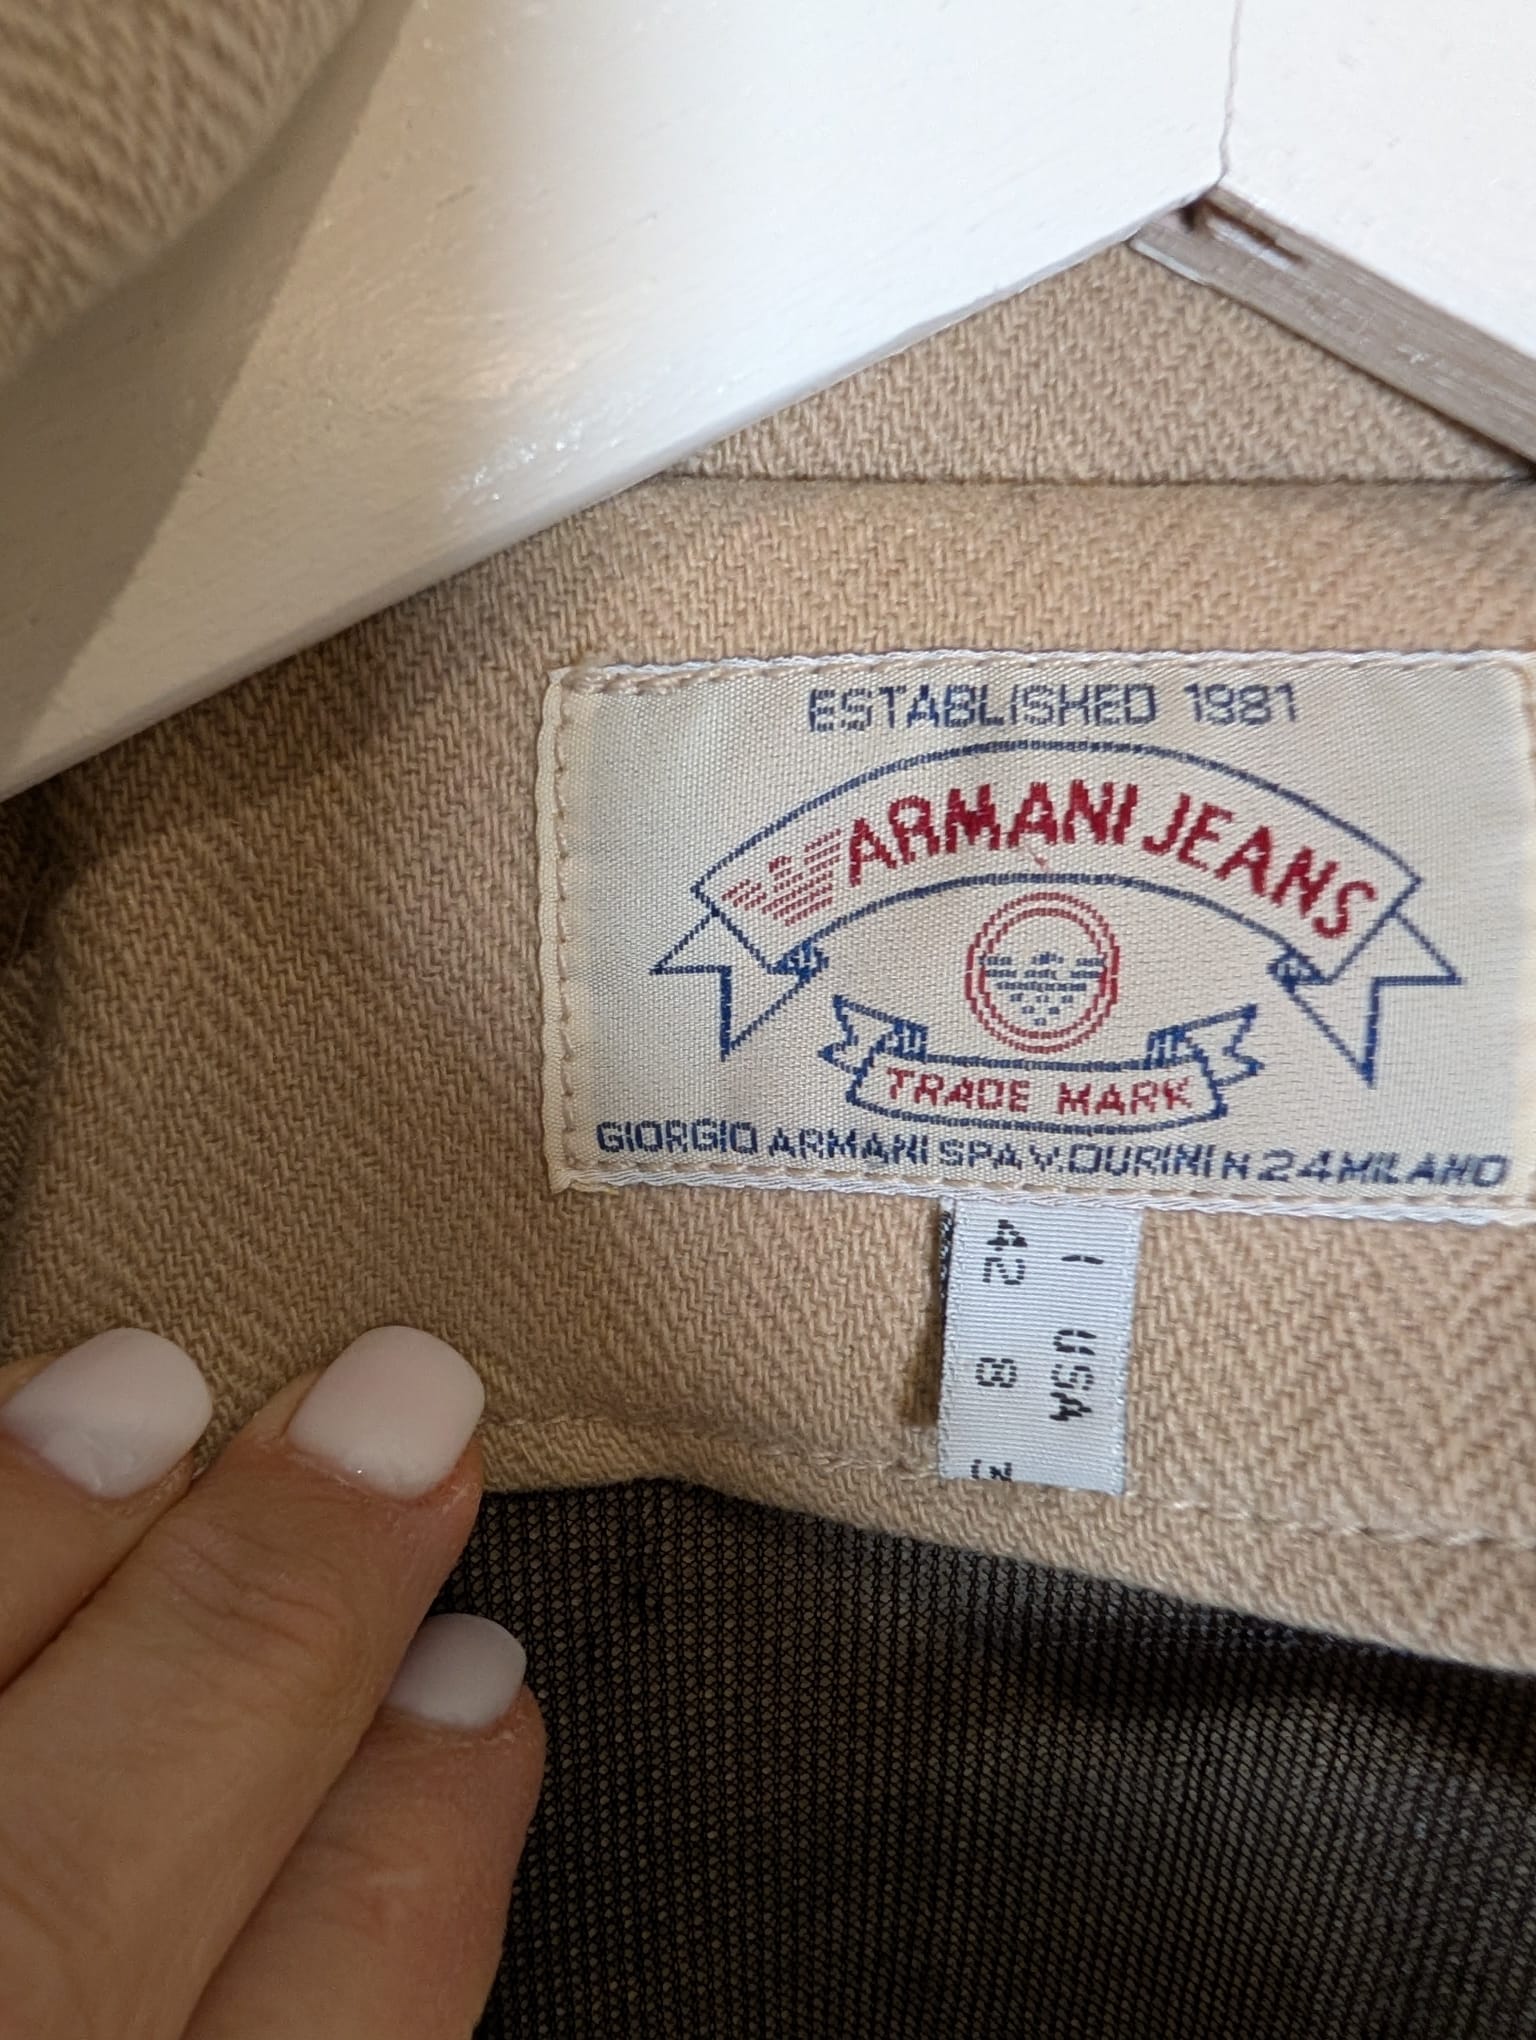 ESTABLISHED 1981
ARMANI JEANS
TRADE MARK
GIORGIO ARMANI SPA V. DURINI N 24 MILANO
I USA
42 8